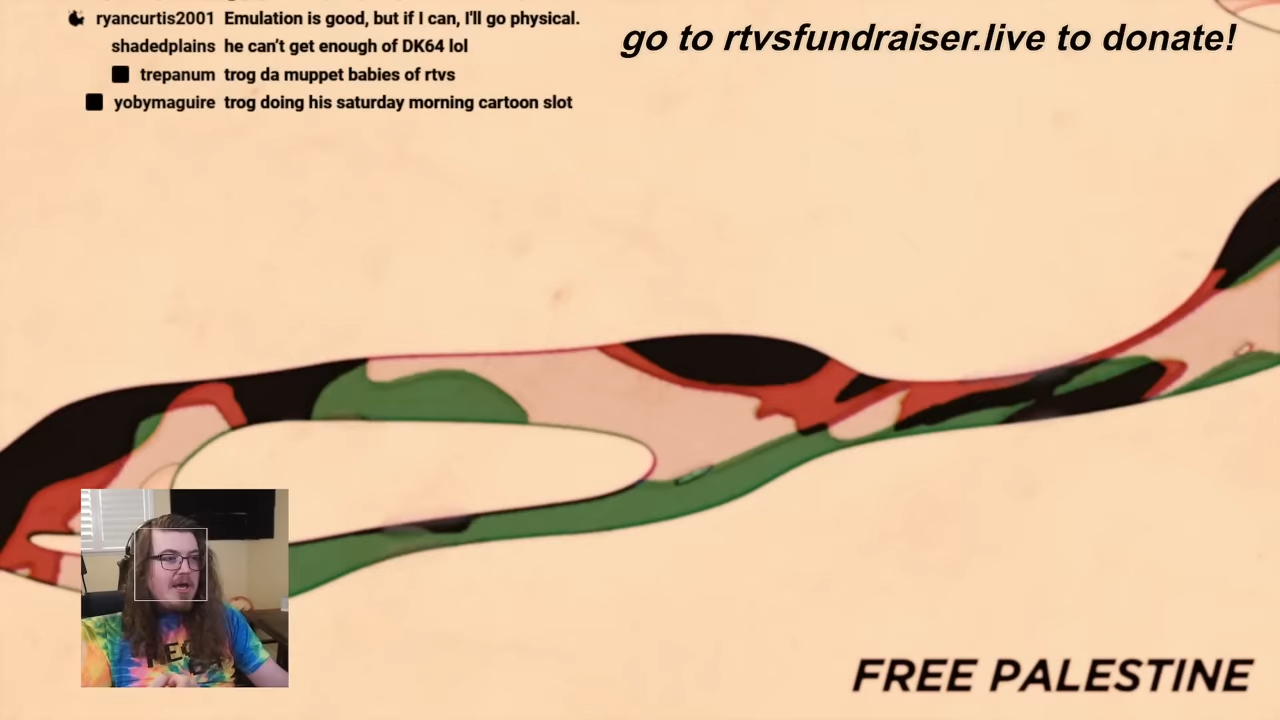 ryancurtis2001 Emulation is good, but if I can, I'll go physical.
shadedplains he can't get enough of DK64 lol
trepanum trog da muppet babies of rtvs
yobymaguire trog doing his saturday morning cartoon slot
go to rtvsfundraiser.live to donate!
FREE PALESTINE